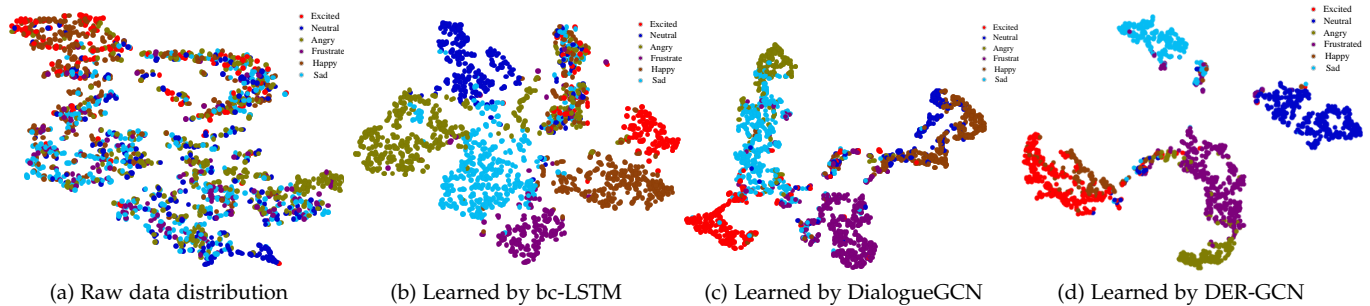 Excited
Neutral
Angry
Frustrate
Happy
Sad
Excited
Neutral
Angry
Frustrate
Happy
Sad
Excited
Neutral
Angry
Frustrat
Happy
Sad
Excited
Neutral
Angry
Frustrated
Happy
Sad
(a) Raw data distribution
(b) Learned by bc-LSTM
(c) Learned by DialogueGCN
(d) Learned by DER-GCN